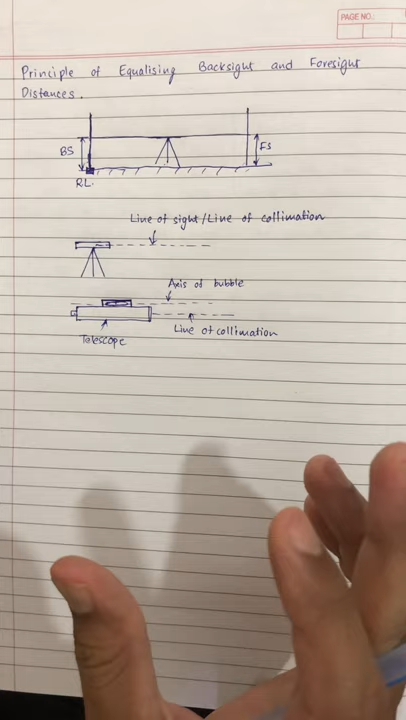 PAGE NO.:
Principle of Equalising Backsight and Foresight
Distances.
BS
FS
RL.
Line of sight/Line of collimation
Axis of bubble
Line of collimation
Telescope